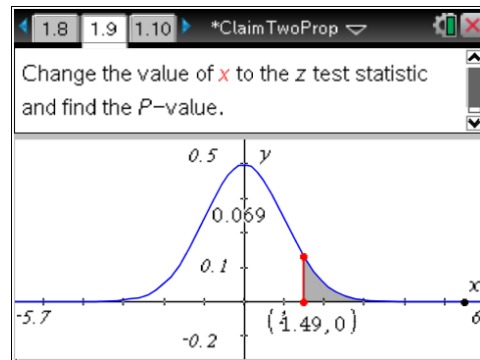 1.8 1.9 1.10 *ClaimTwoProp
Change the value of x to the z test statistic
and find the P-value.
0.5 y
0.069
0.1
x
-5.7 (1.49,0) 6
-0.2